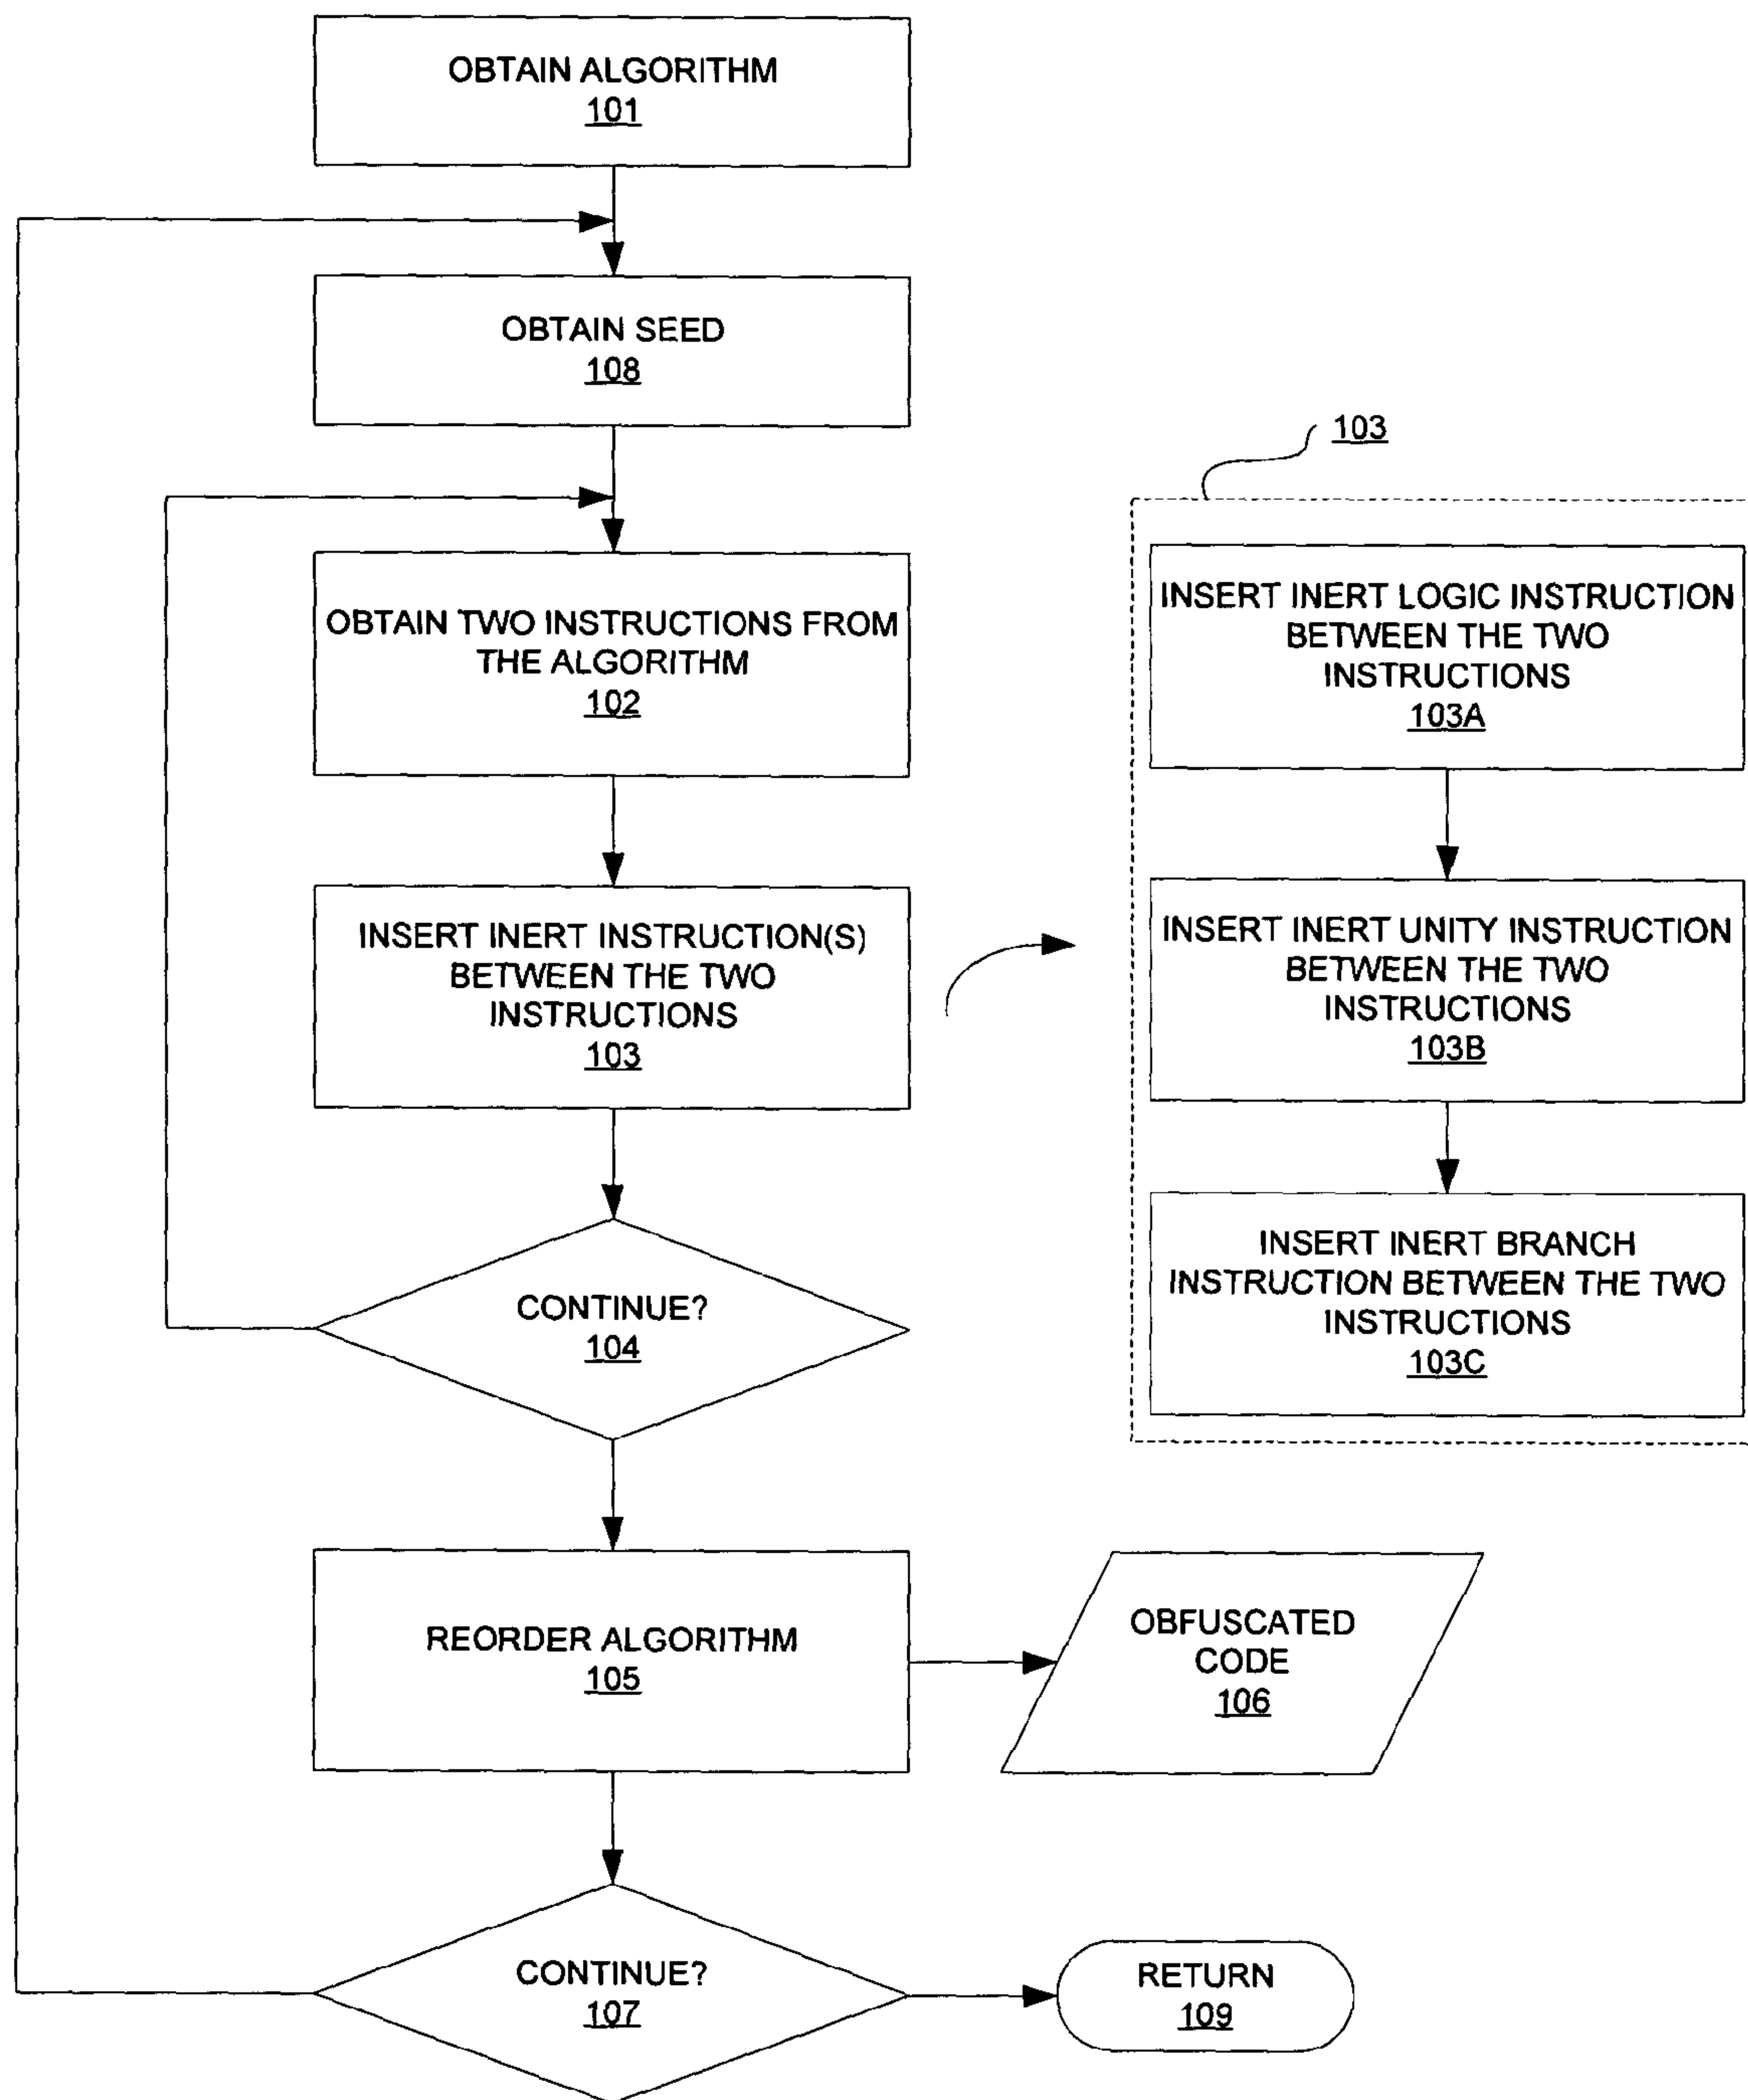 OBTAIN ALGORITHM
101
OBTAIN SEED
108
OBTAIN TWO INSTRUCTIONS FROM
THE ALGORITHM
102
INSERT INERT INSTRUCTION(S)
BETWEEN THE TWO
INSTRUCTIONS
103
CONTINUE?
104
REORDER ALGORITHM
105
OBFUSCATED
CODE
106
CONTINUE?
107
RETURN
109
103
INSERT INERT LOGIC INSTRUCTION
BETWEEN THE TWO
INSTRUCTIONS
103A
INSERT INERT UNITY INSTRUCTION
BETWEEN THE TWO
INSTRUCTIONS
103B
INSERT INERT BRANCH
INSTRUCTION BETWEEN THE TWO
INSTRUCTIONS
103C